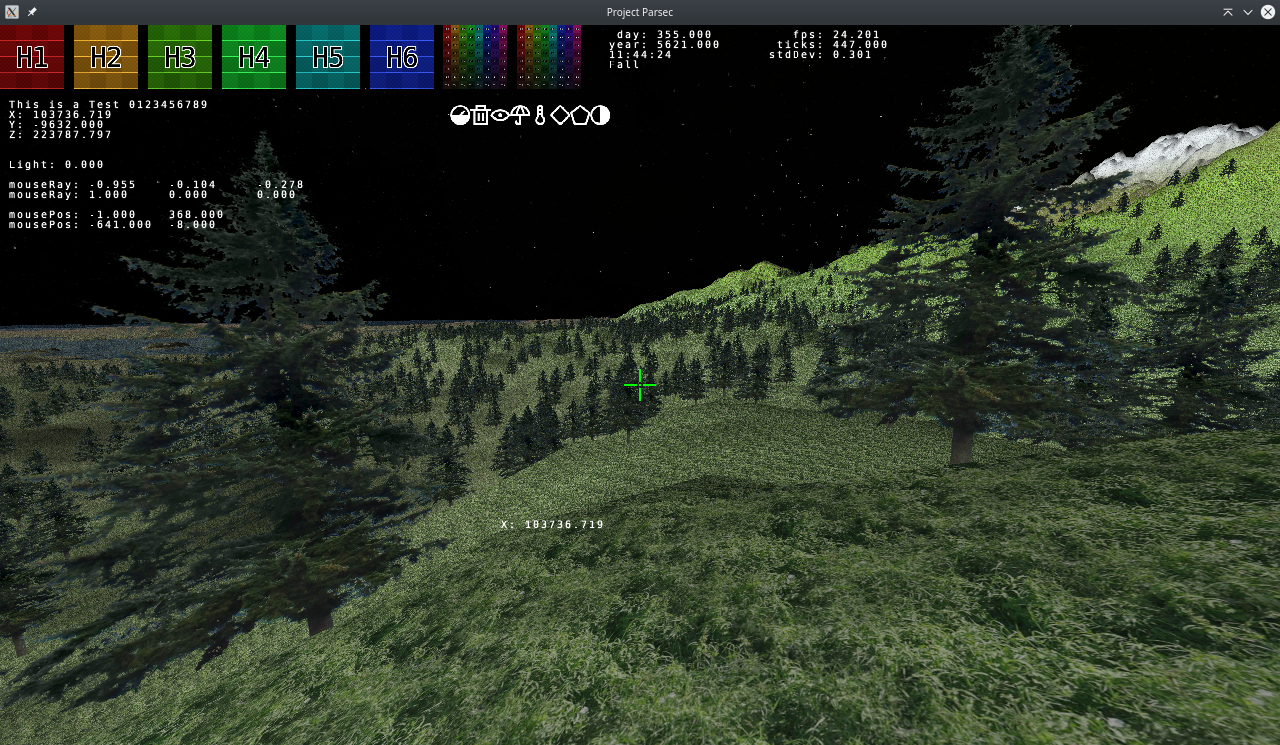 Project Parsec
H1 H2 H3 H4 H5 H6
day: 355.000 fps: 24.201
year: 5621.000 ticks: 447.000
11:44:24 stdDev: 0.301
Fall
This is a Test 0123456789
X: 103736.719
Y: -9632.000
Z: 223787.797
Light: 0.000
mouseRay: -0.955 -0.104 -0.278
mouseRay: 1.000 0.000 0.000
mousePos: -1.000 368.000
mousePos: -641.000 -8.000
X: 103736.719